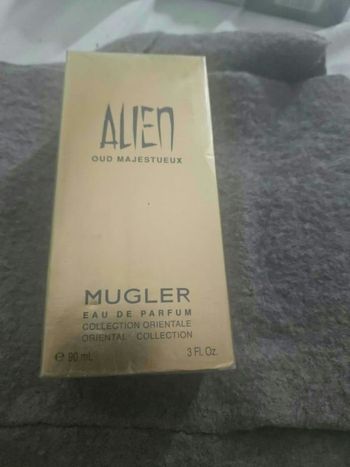 ALIEN
OUD MAJESTUEUX
MUGLER
EAU DE PARFUM
COLLECTION ORIENTALE
ORIENTAL COLLECTION
℮ 90 mL 3 Fl. Oz.